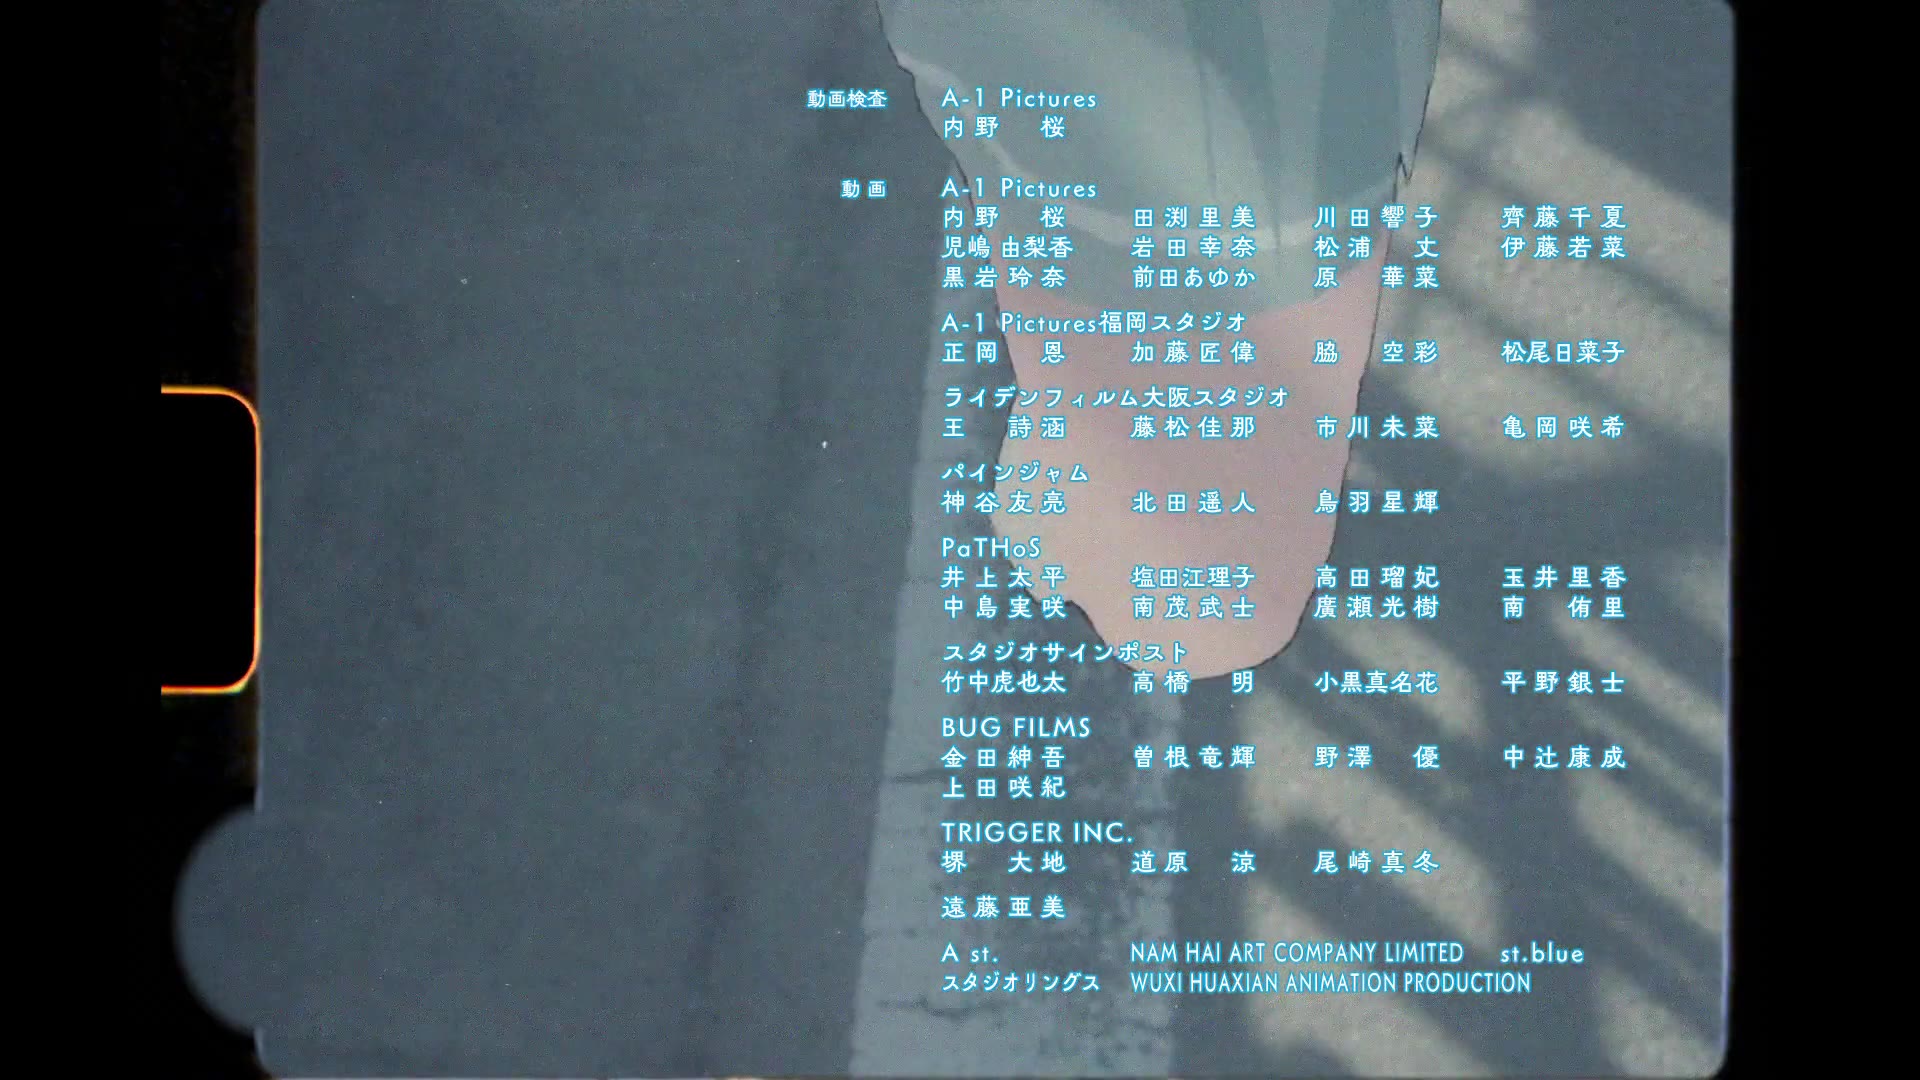 動画検査 A-1 Pictures
内野 桜
動画 A-1 Pictures
内野 桜 田渕里美 川田響子 齊藤千夏
児嶋由梨香 岩田幸奈 松浦 丈 伊藤若菜
黒岩玲奈 前田あゆか 原 華菜
A-1 Pictures福岡スタジオ
正岡 恩 加藤匠偉 脇 空彩 松尾日菜子
ライデンフィルム大阪スタジオ
王 詩涵 藤松佳那 市川未菜 亀岡咲希
パインジャム
神谷友亮 北田遥人 鳥羽星輝
PaTHoS
井上太平 塩田江理子 高田瑠妃 玉井里香
中島実咲 南茂武士 廣瀬光樹 南 侑里
スタジオサインポスト
竹中虎也太 高橋 明 小黒真名花 平野銀士
BUG FILMS
金田紳吾 曽根竜輝 野澤 優 中辻康成
上田咲紀
TRIGGER INC.
堺 大地 道原 涼 尾崎真冬
遠藤亜美
A st. NAM HAI ART COMPANY LIMITED st.blue
スタジオリングス WUXI HUAXIAN ANIMATION PRODUCTION